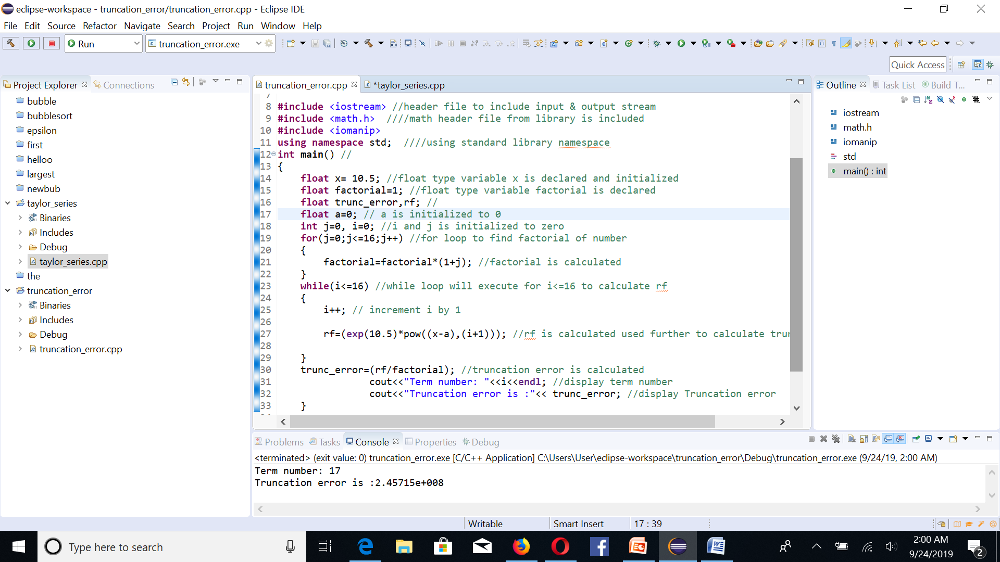 eclipse-workspace - truncation_error/truncation_error.cpp - Eclipse IDE
File Edit Source Refactor Navigate Search Project Run Window Help
Run truncation_error.exe
Quick Access
Project Explorer Connections
bubble
bubblesort
epsilon
first
helloo
largest
newbub
taylor_series
Binaries
Includes
Debug
taylor_series.cpp
the
truncation_error
Binaries
Includes
Debug
truncation_error.cpp
truncation_error.cpp *taylor_series.cpp
7
8 #include <iostream> //header file to include input & output stream
9 #include <math.h>  ////math header file from library is included
10 #include <iomanip>
11 using namespace std;  ////using standard library namespace
12 int main() //
13 {
14     float x= 10.5; //float type variable x is declared and initialized
15     float factorial=1; //float type variable factorial is declared
16     float trunc_error,rf; //
17     float a=0; // a is initialized to 0
18     int j=0, i=0; //i and j is initialized to zero
19     for(j=0;j<=16;j++) //for loop to find factorial of number
20     {
21         factorial=factorial*(1+j); //factorial is calculated
22     }
23     while(i<=16) //while loop will execute for i<=16 to calculate rf
24     {
25         i++; // increment i by 1
26
27         rf=(exp(10.5)*pow((x-a),(i+1))); //rf is calculated used further to calculate trun
28
29     }
30     trunc_error=(rf/factorial); //truncation error is calculated
31                 cout<<"Term number: "<<i<<endl; //display term number
32                 cout<<"Truncation error is :"<< trunc_error; //display Truncation error
33     }
Outline Task List Build T...
iostream
math.h
iomanip
std
main() : int
Problems Tasks Console Properties Debug
<terminated> (exit value: 0) truncation_error.exe [C/C++ Application] C:\Users\User\eclipse-workspace\truncation_error\Debug\truncation_error.exe (9/24/19, 2:00 AM)
Term number: 17
Truncation error is :2.45715e+008
Writable Smart Insert 17 : 39
Type here to search
2:00 AM
9/24/2019
2